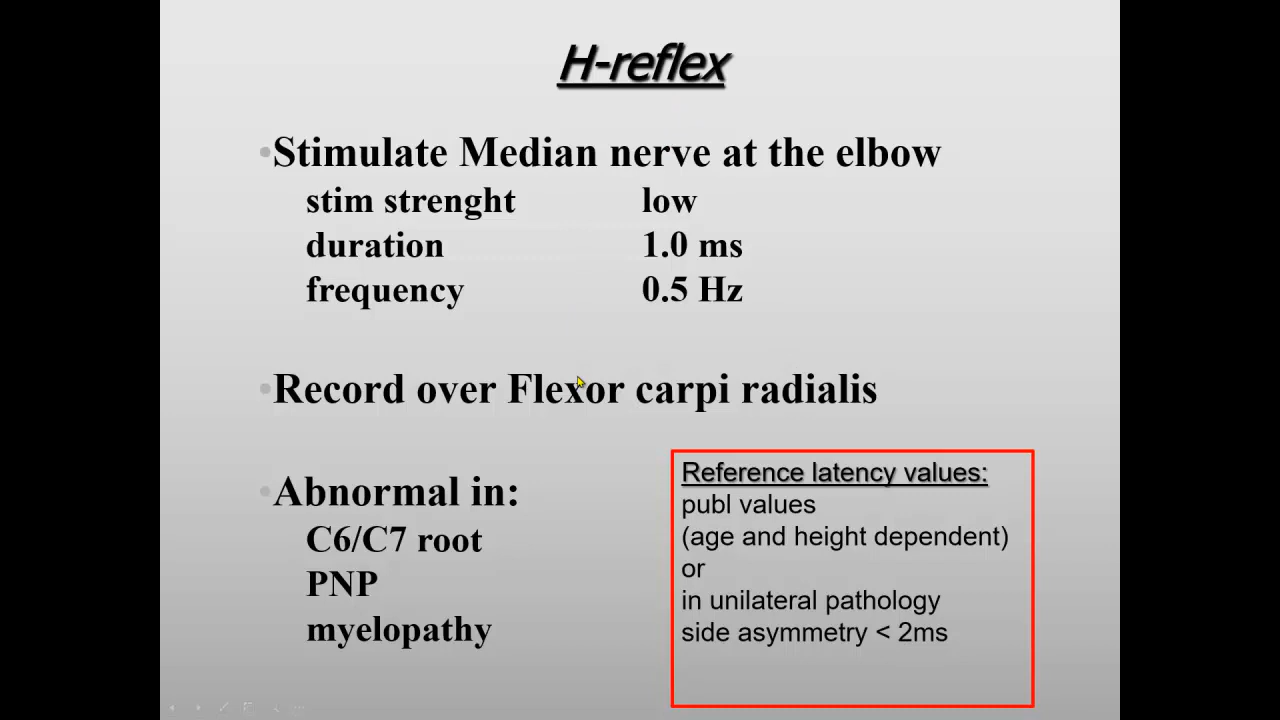 H-reflex
•Stimulate Median nerve at the elbow
stim strenght low
duration 1.0 ms
frequency 0.5 Hz
•Record over Flexor carpi radialis
•Abnormal in:
C6/C7 root
PNP
myelopathy
Reference latency values:
publ values
(age and height dependent)
or
in unilateral pathology
side asymmetry < 2ms